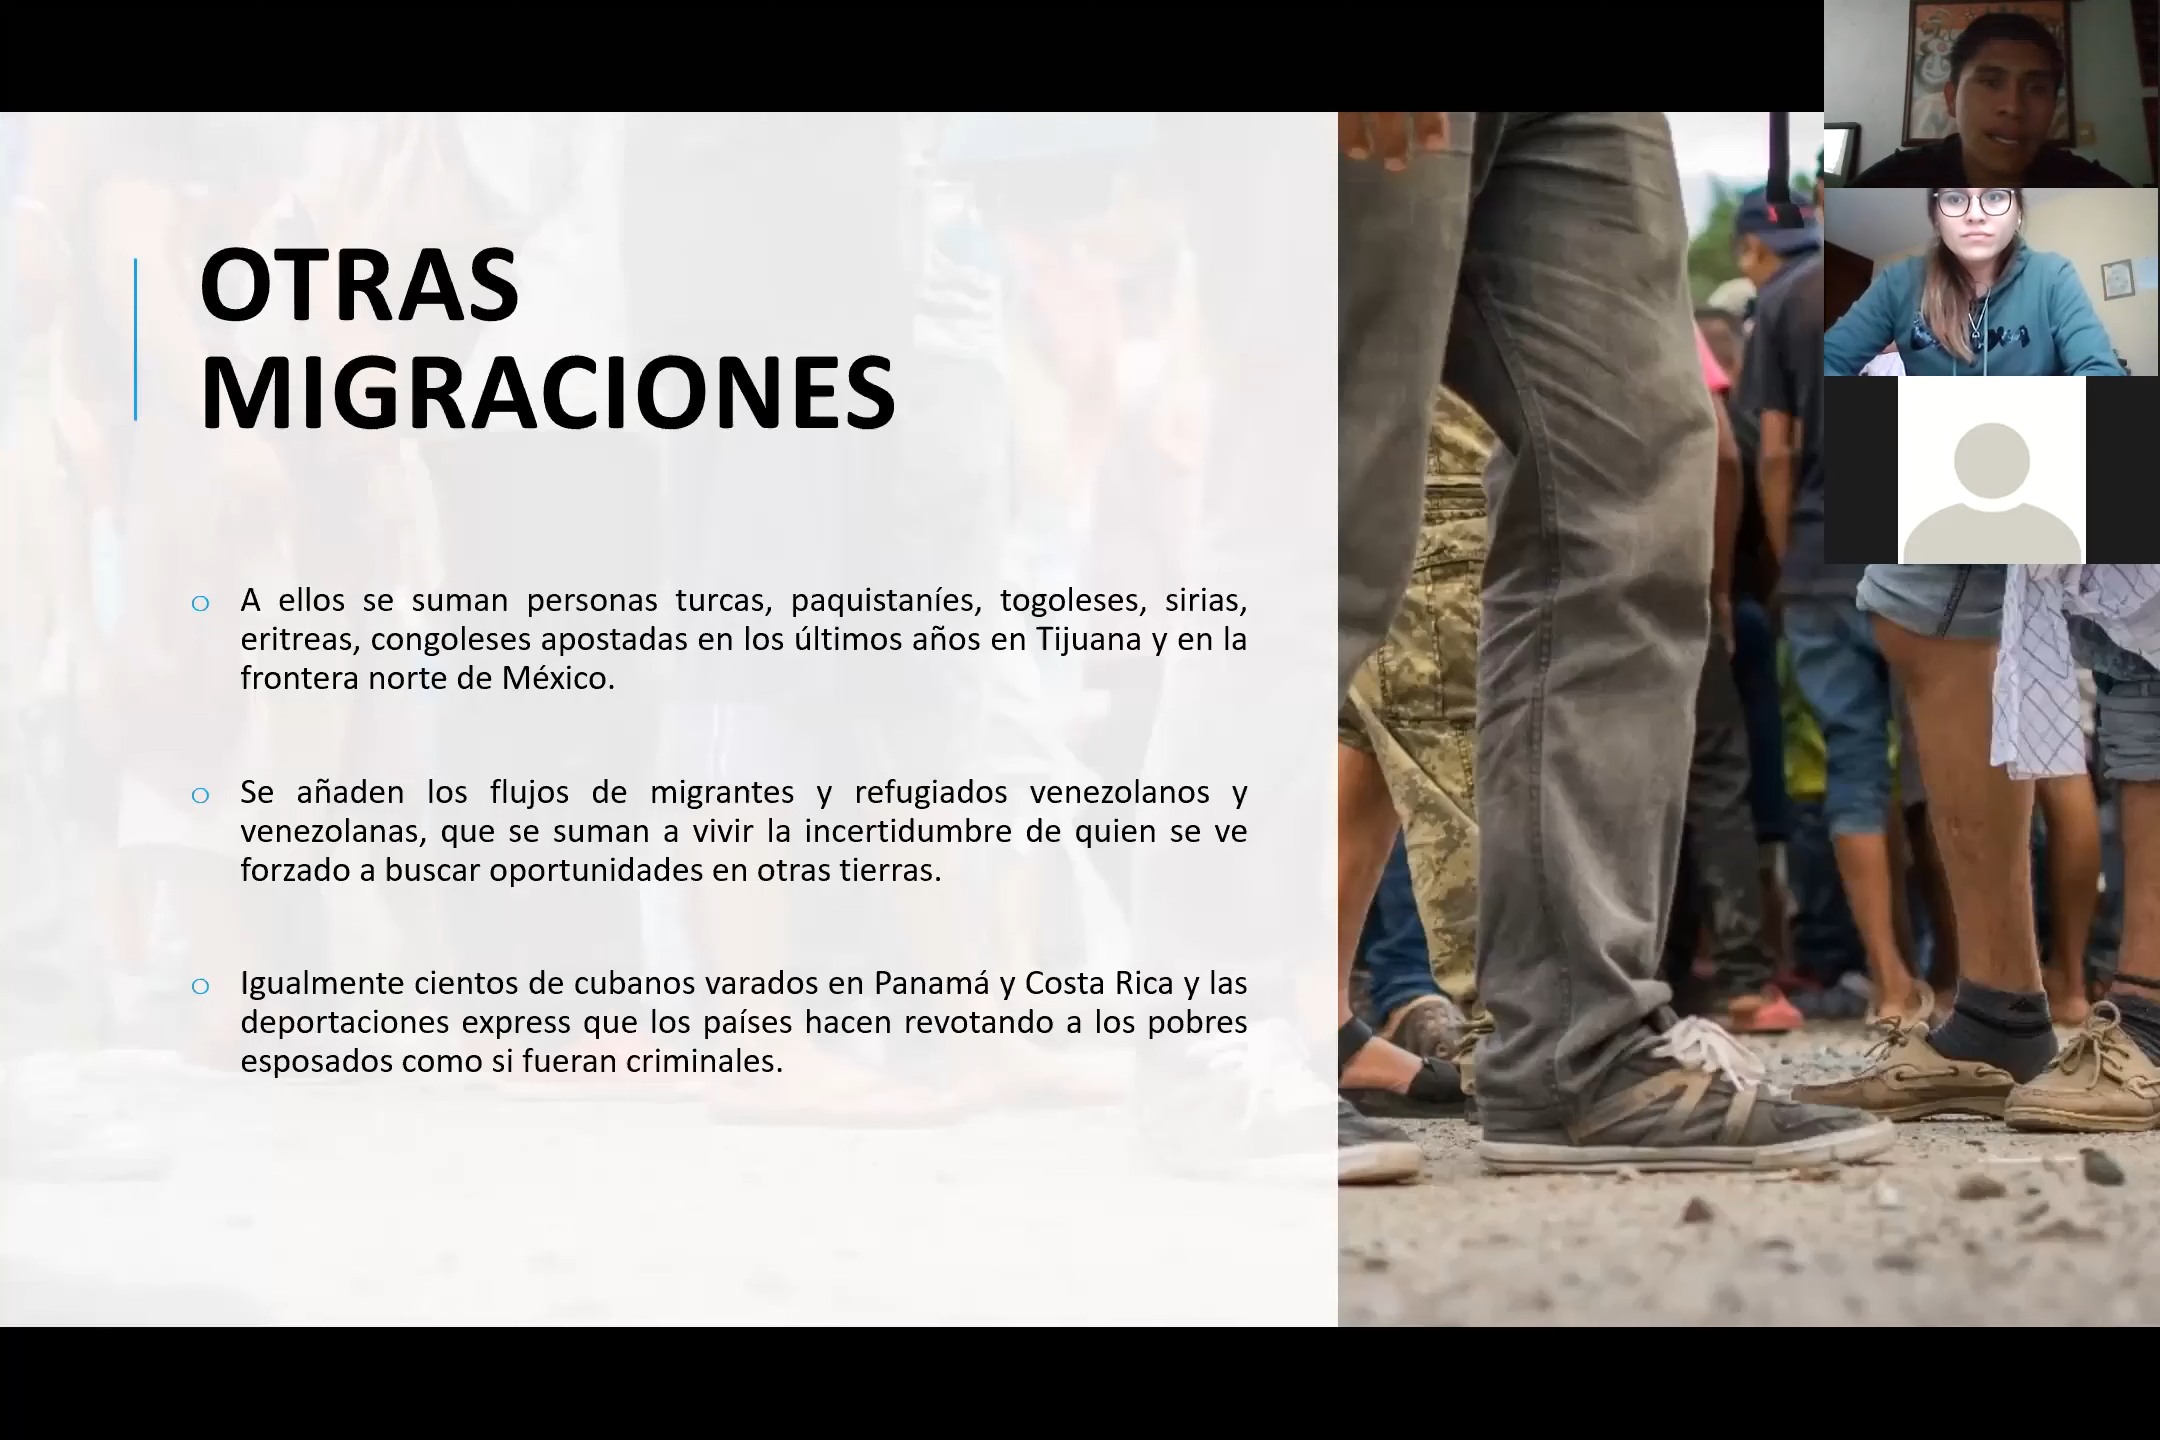 OTRAS
MIGRACIONES
A ellos se suman personas turcas, paquistaníes, togoleses, sirias,
eritreas, congoleses apostadas en los últimos años en Tijuana y en la
frontera norte de México.
Se añaden los flujos de migrantes y refugiados venezolanos y
venezolanas, que se suman a vivir la incertidumbre de quien se ve
forzado a buscar oportunidades en otras tierras.
Igualmente cientos de cubanos varados en Panamá y Costa Rica y las
deportaciones express que los países hacen revotando a los pobres
esposados como si fueran criminales.